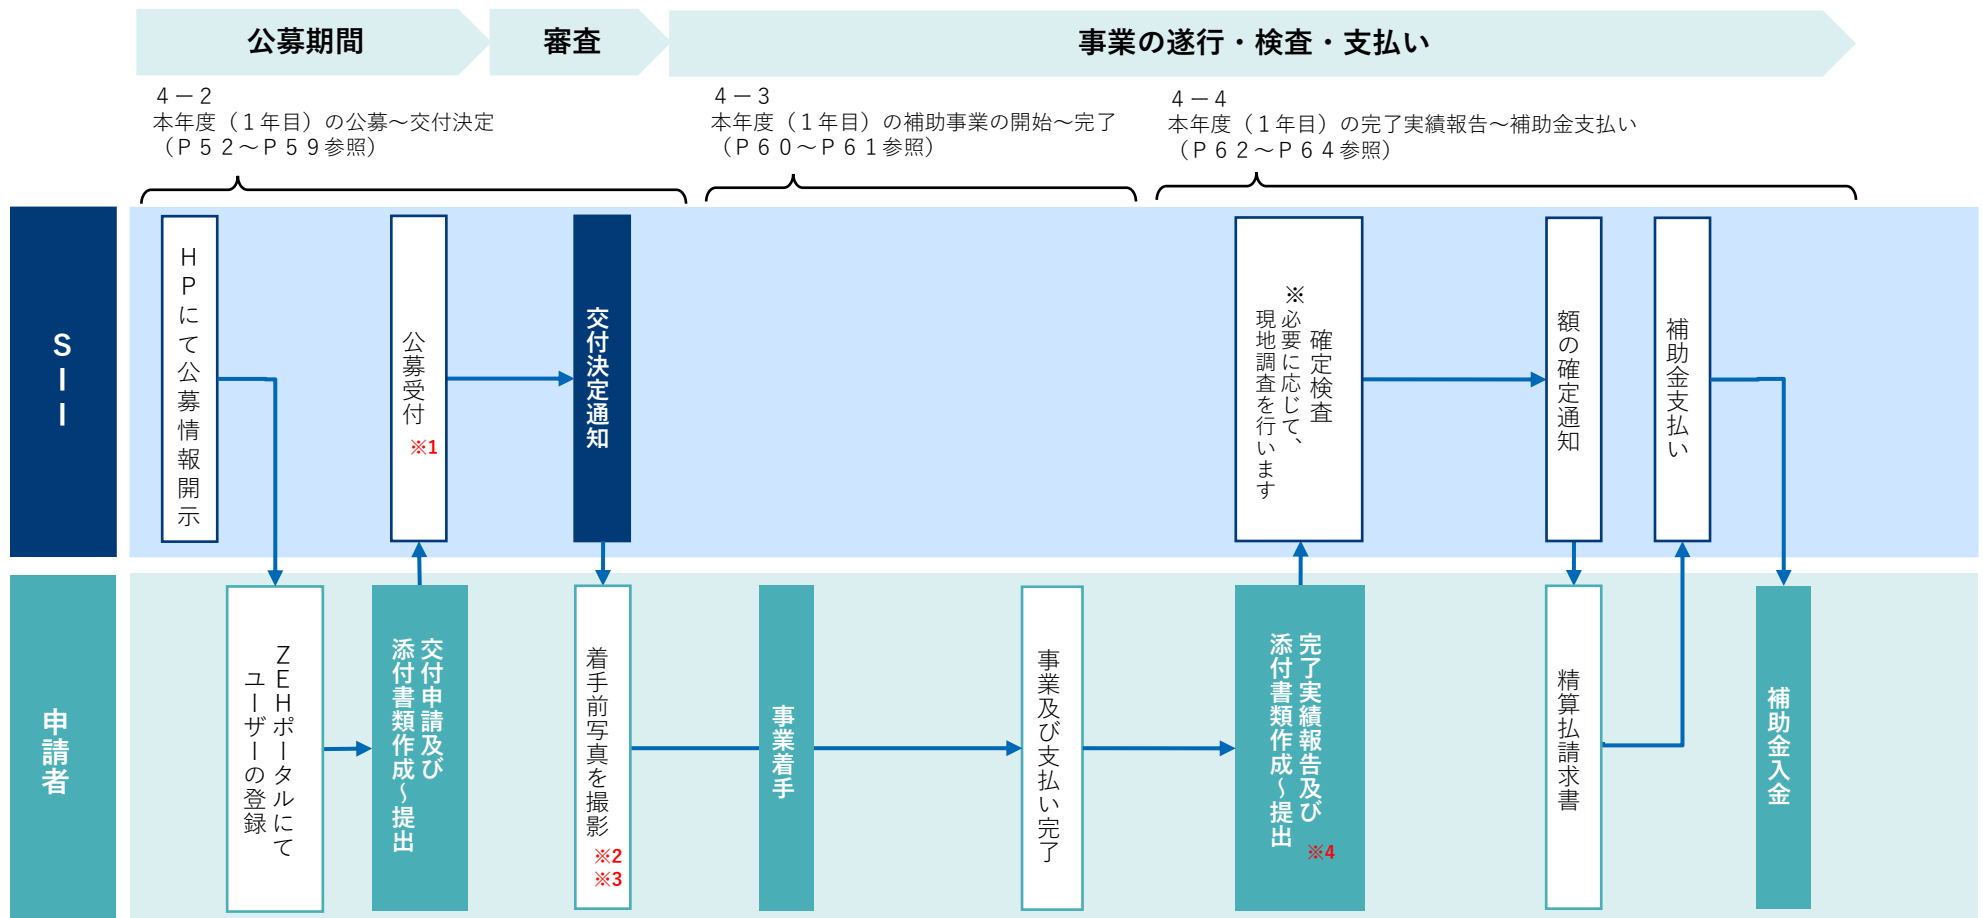 公募期間
審査
事業の遂行・検査・支払い
４－２
本年度（１年目）の公募～交付決定
（Ｐ５２～Ｐ５９参照）
４－３
本年度（１年目）の補助事業の開始～完了
（Ｐ６０～Ｐ６１参照）
４－４
本年度（１年目）の完了実績報告～補助金支払い
（Ｐ６２～Ｐ６４参照）
ＳＩＩ
ＨＰにて公募情報開示
公募受付
※1
交付決定通知
確定検査
※必要に応じて、
現地調査を行います
額の確定通知
補助金支払い
申請者
ＺＥＨポータルにて
ユーザーの登録
交付申請及び
添付書類作成～提出
着手前写真を撮影
※2
※3
事業着手
事業及び支払い完了
完了実績報告及び
添付書類作成～提出
※4
精算払請求書
補助金入金